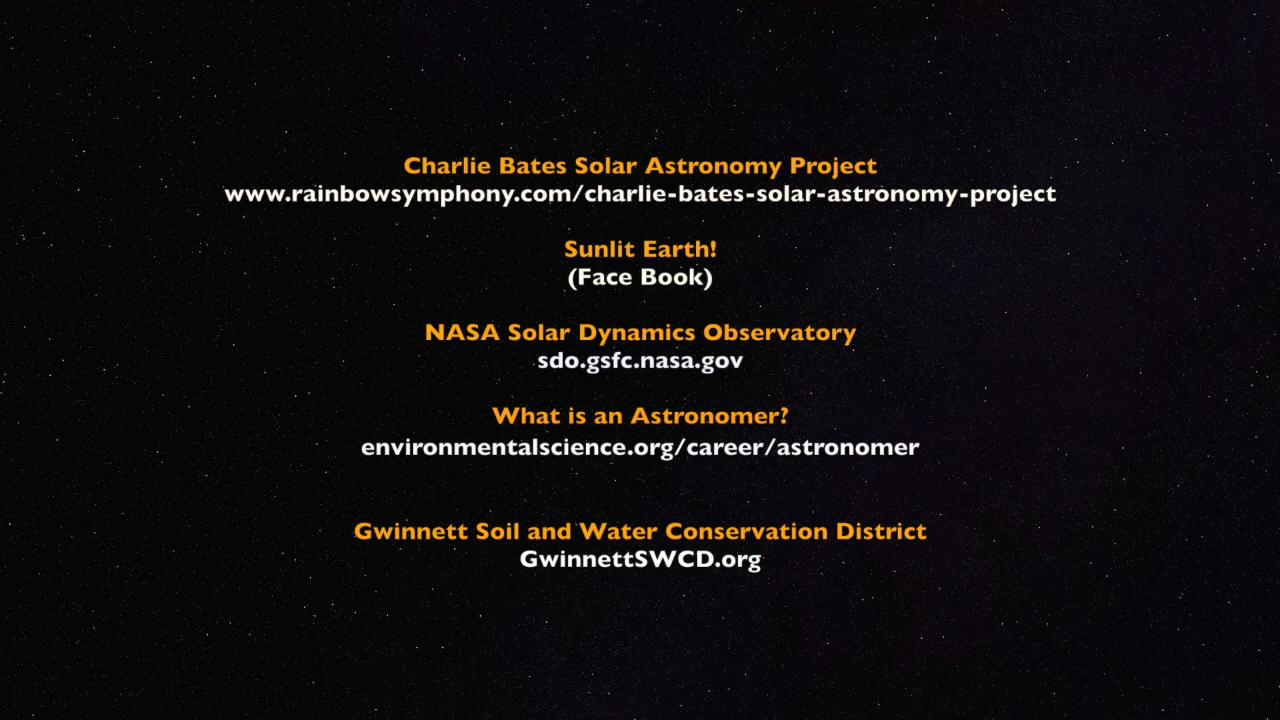 Charlie Bates Solar Astronomy Project
www.rainbowsymphony.com/charlie-bates-solar-astronomy-project
Sunlit Earth!
(Face Book)
NASA Solar Dynamics Observatory
sdo.gsfc.nasa.gov
What is an Astronomer?
environmentalscience.org/career/astronomer
Gwinnett Soil and Water Conservation District
GwinnettSWCD.org